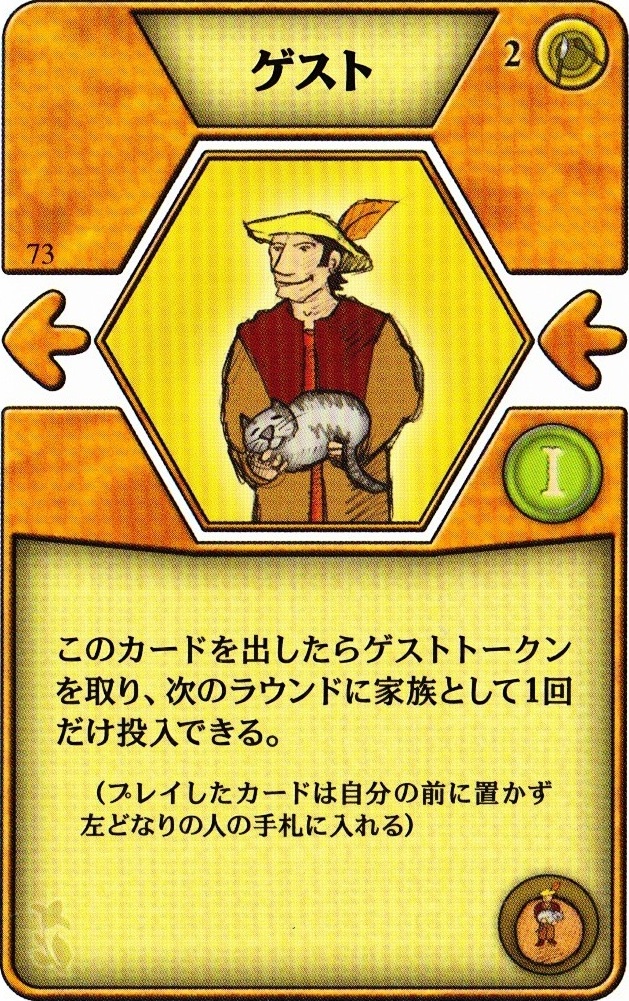 ゲスト
2
73
I
このカードを出したらゲストトークン
を取り、次のラウンドに家族として1回
だけ投入できる。
（プレイしたカードは自分の前に置かず
左どなりの人の手札に入れる）